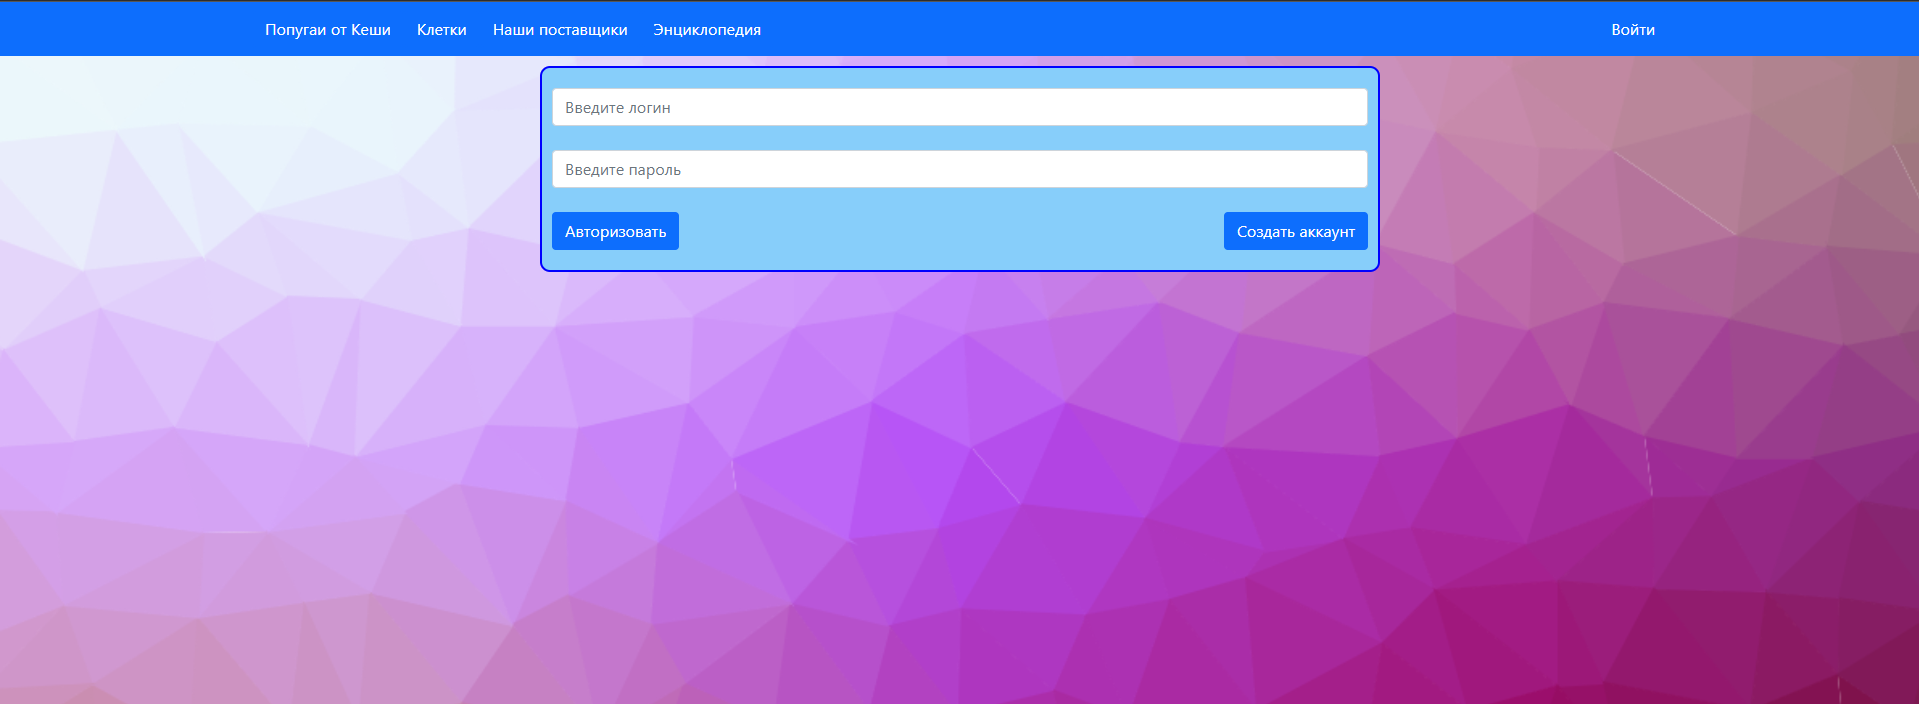 Попугаи от Кеши Клетки Наши поставщики Энциклопедия Войти
Введите логин
Введите пароль
Авторизовать Создать аккаунт